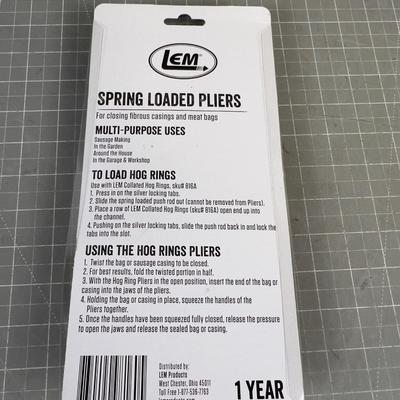 LEM
SPRING LOADED PLIERS
For closing fibrous casings and meat bags
MULTI-PURPOSE USES
Sausage Making
In the Garden
Around the House
In the Garage & Workshop
TO LOAD HOG RINGS
Use with LEM Collated Hog Rings, sku# 816A
1. Press in on the silver locking tabs.
2. Slide the spring loaded push rod out (cannot be removed from Pliers).
3. Place a row of LEM Collated Hog Rings (sku# 816A) open end up into
the channel.
4. Pushing on the silver locking tabs, slide the push rod back in and lock the
tabs into the slot.
USING THE HOG RINGS PLIERS
1. Twist the bag or sausage casing to be closed.
2. For best results, fold the twisted portion in half.
3. With the Hog Ring Pliers in the open position, insert the end of the bag or
casing into the jaws of the pliers.
4. Holding the bag or casing in place, squeeze the handles of the
Pliers together.
5. Once the handles have been squeezed fully closed, release the pressure
to open the jaws and release the sealed bag or casing.
Distributed by:
LEM Products
West Chester, Ohio 45011
Toll Free 1-877-536-7763
1 YEAR